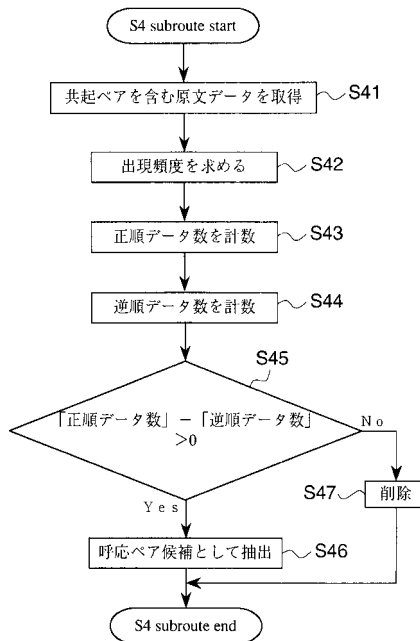 S4 subroute start
共起ペアを含む原文データを取得
S41
出現頻度を求める
S42
正順データ数を計数
S43
逆順データ数を計数
S44
S45
「正順データ数」－「逆順データ数」
>0
No
Yes
S47
削除
呼応ペア候補として抽出
S46
S4 subroute end